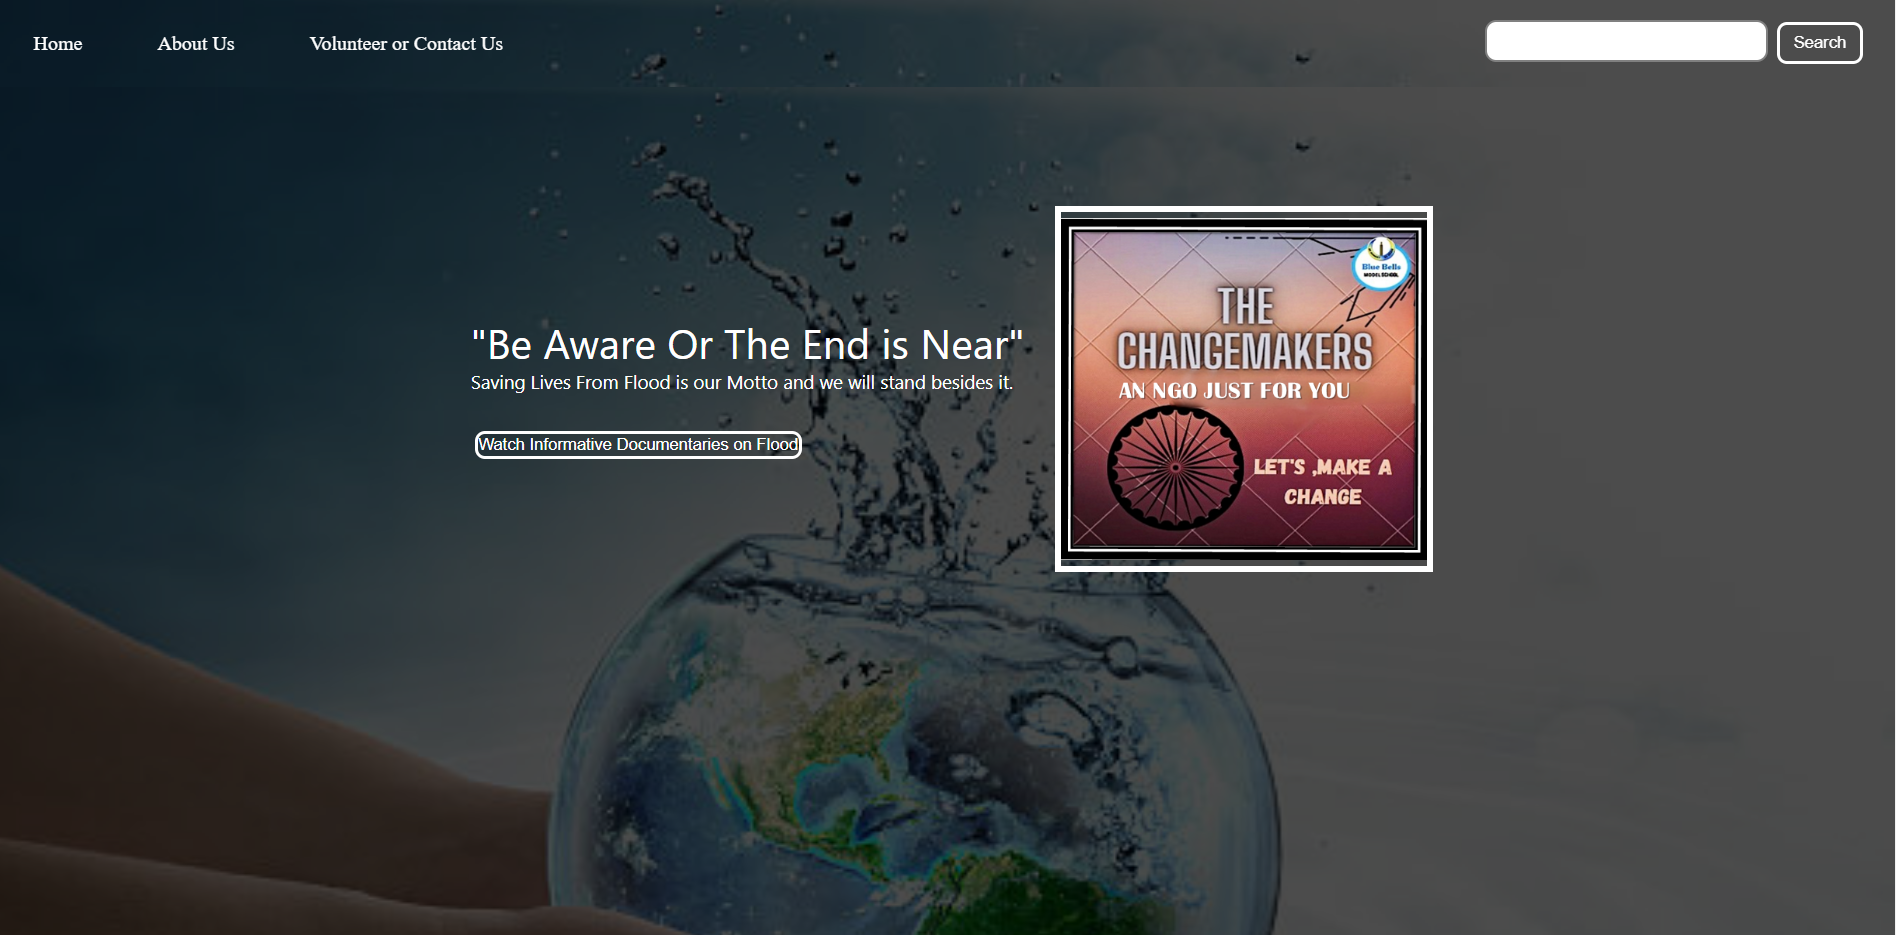 Home
About Us
Volunteer or Contact Us
Search
"Be Aware Or The End is Near"
Saving Lives From Flood is our Motto and we will stand besides it.
Watch Informative Documentaries on Flood
Blue Bells
MODEL SCHOOL
THE
CHANGEMAKERS
AN NGO JUST FOR YOU
LET'S ,MAKE A
CHANGE